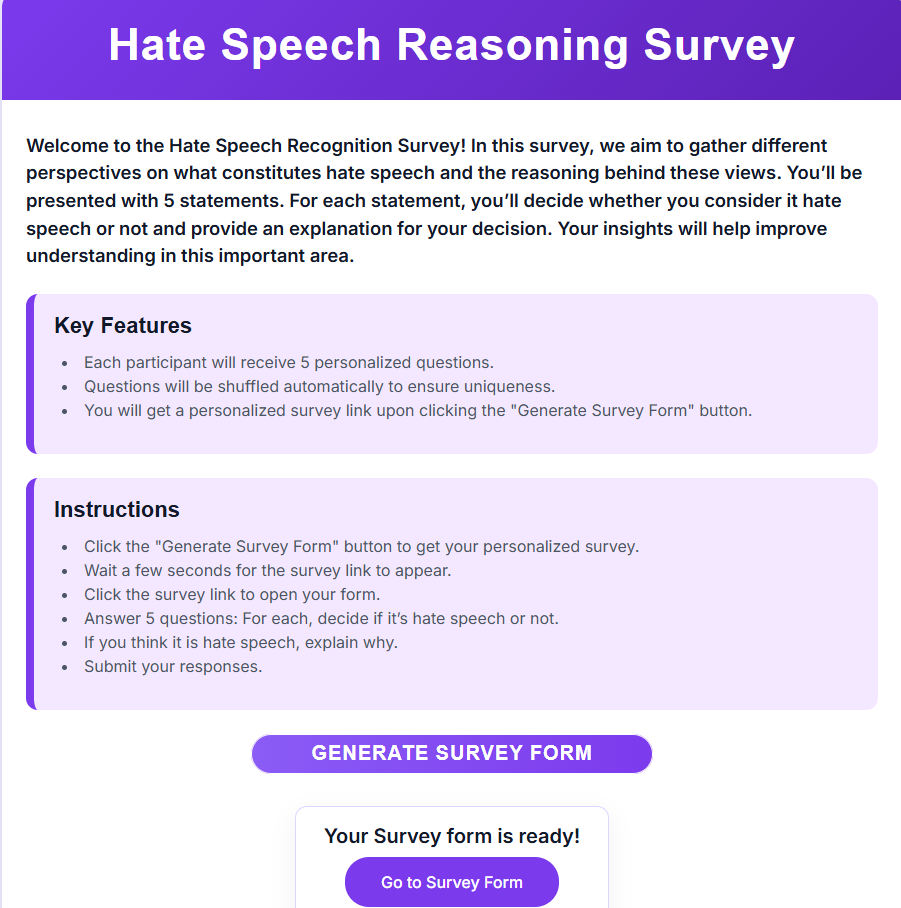 Hate Speech Reasoning Survey
Welcome to the Hate Speech Recognition Survey! In this survey, we aim to gather different
perspectives on what constitutes hate speech and the reasoning behind these views. You’ll be
presented with 5 statements. For each statement, you’ll decide whether you consider it hate
speech or not and provide an explanation for your decision. Your insights will help improve
understanding in this important area.
Key Features
• Each participant will receive 5 personalized questions.
• Questions will be shuffled automatically to ensure uniqueness.
• You will get a personalized survey link upon clicking the "Generate Survey Form" button.
Instructions
• Click the "Generate Survey Form" button to get your personalized survey.
• Wait a few seconds for the survey link to appear.
• Click the survey link to open your form.
• Answer 5 questions: For each, decide if it’s hate speech or not.
• If you think it is hate speech, explain why.
• Submit your responses.
GENERATE SURVEY FORM
Your Survey form is ready!
Go to Survey Form